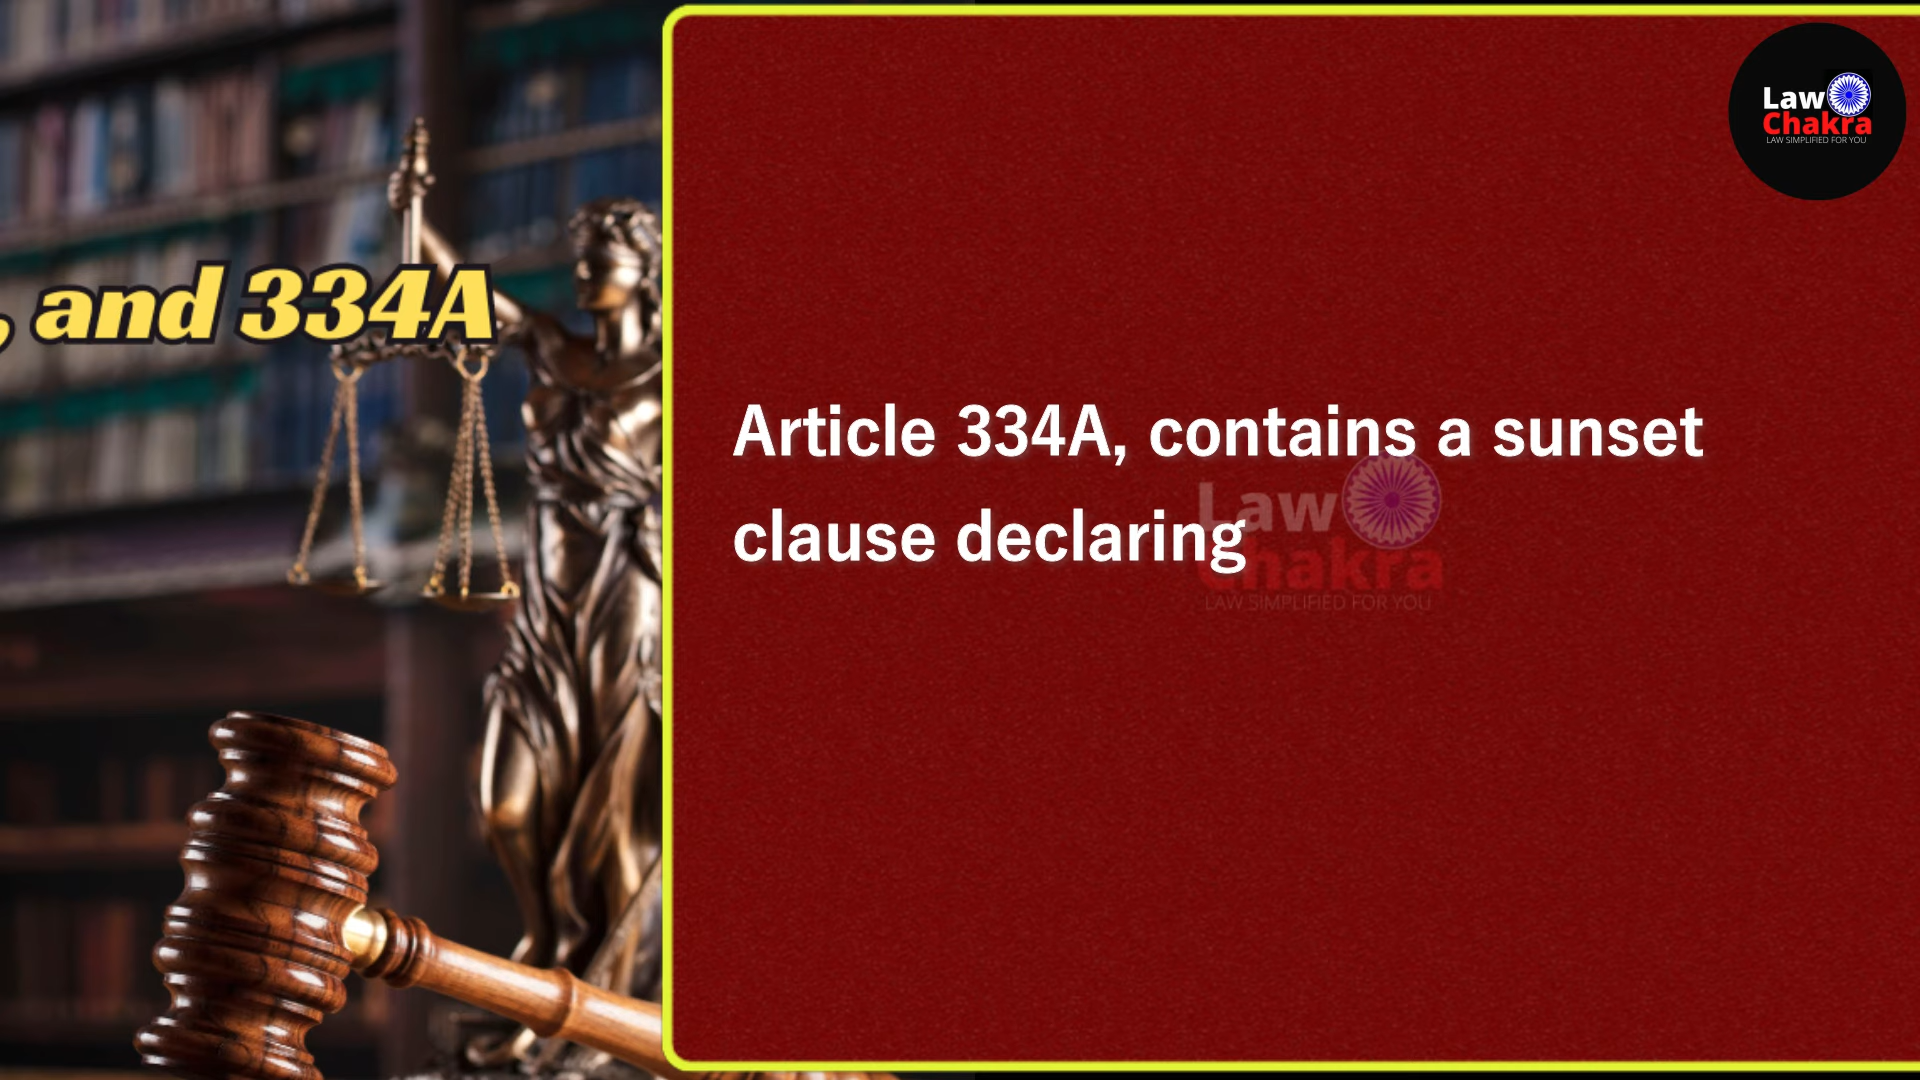 , and 334A
Law
Chakra
LAW SIMPLIFIED FOR YOU
Article 334A, contains a sunset
clause declaring
Law
Chakra
LAW SIMPLIFIED FOR YOU